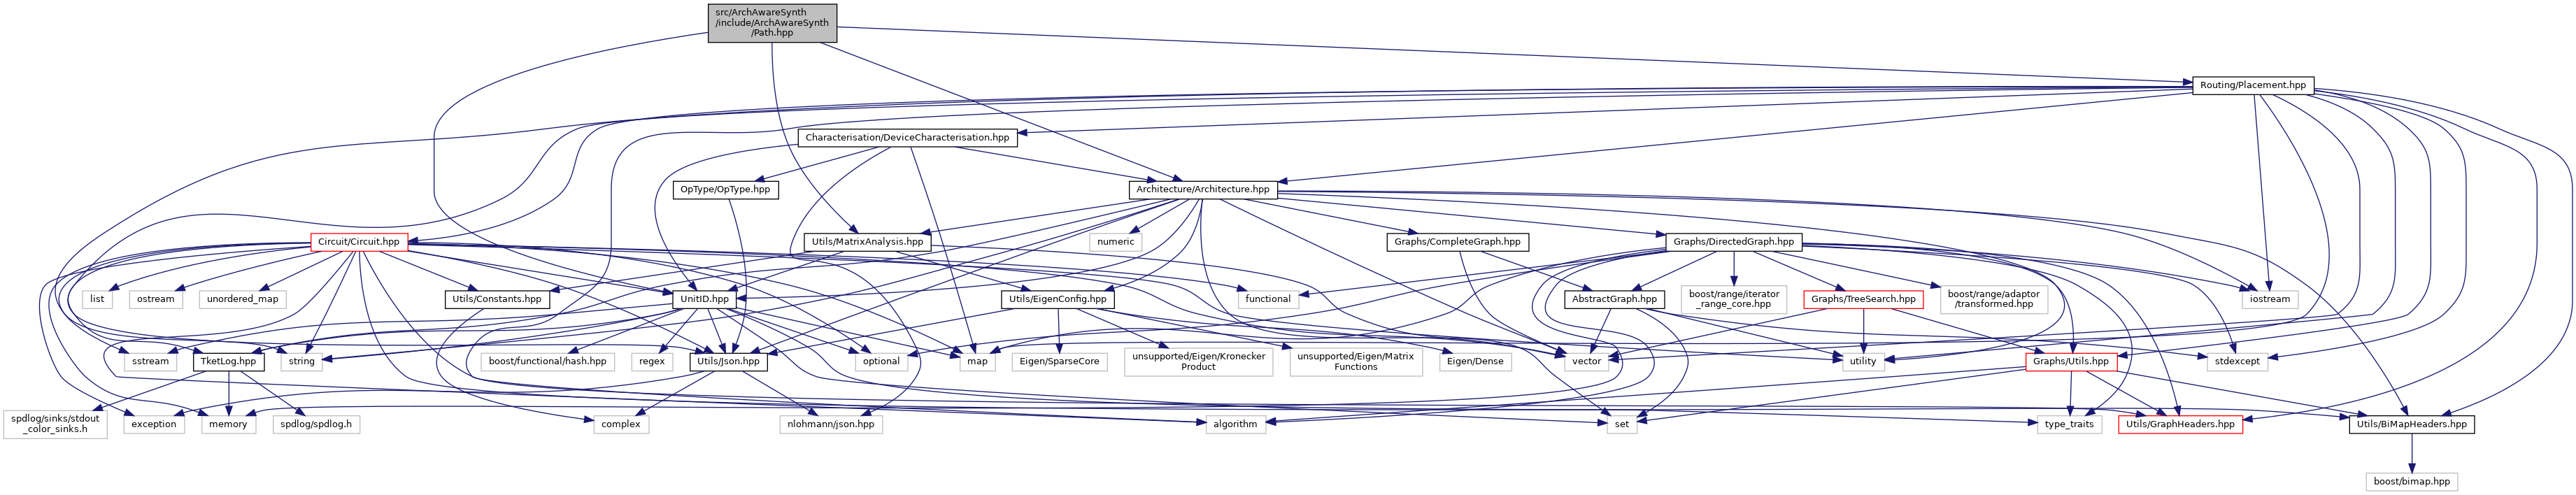 src/ArchAwareSynth
/include/ArchAwareSynth
/Path.hpp
Routing/Placement.hpp
Characterisation/DeviceCharacterisation.hpp
OpType/OpType.hpp
Architecture/Architecture.hpp
Circuit/Circuit.hpp
Utils/MatrixAnalysis.hpp
numeric
Graphs/CompleteGraph.hpp
Graphs/DirectedGraph.hpp
list
ostream
unordered_map
Utils/Constants.hpp
UnitID.hpp
Utils/EigenConfig.hpp
functional
AbstractGraph.hpp
boost/range/iterator
_range_core.hpp
Graphs/TreeSearch.hpp
boost/range/adaptor
/transformed.hpp
iostream
sstream
TketLog.hpp
string
boost/functional/hash.hpp
regex
Utils/Json.hpp
optional
map
Eigen/SparseCore
unsupported/Eigen/Kronecker
Product
unsupported/Eigen/Matrix
Functions
Eigen/Dense
vector
utility
Graphs/Utils.hpp
stdexcept
spdlog/sinks/stdout
_color_sinks.h
exception
memory
spdlog/spdlog.h
complex
nlohmann/json.hpp
algorithm
set
type_traits
Utils/GraphHeaders.hpp
Utils/BiMapHeaders.hpp
boost/bimap.hpp